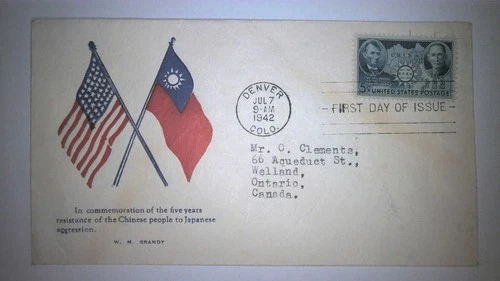 5¢
UNITED STATES POSTAGE
DENVER
JUL 7
9-AM
1942
COLO.
-FIRST DAY OF ISSUE-
Mr. O. Clements,
66 Aqueduct St.,
Welland,
Ontario,
Canada.
In commemoration of the five years
resistance of the Chinese people to Japanese
aggression.
W. M. GRANDY